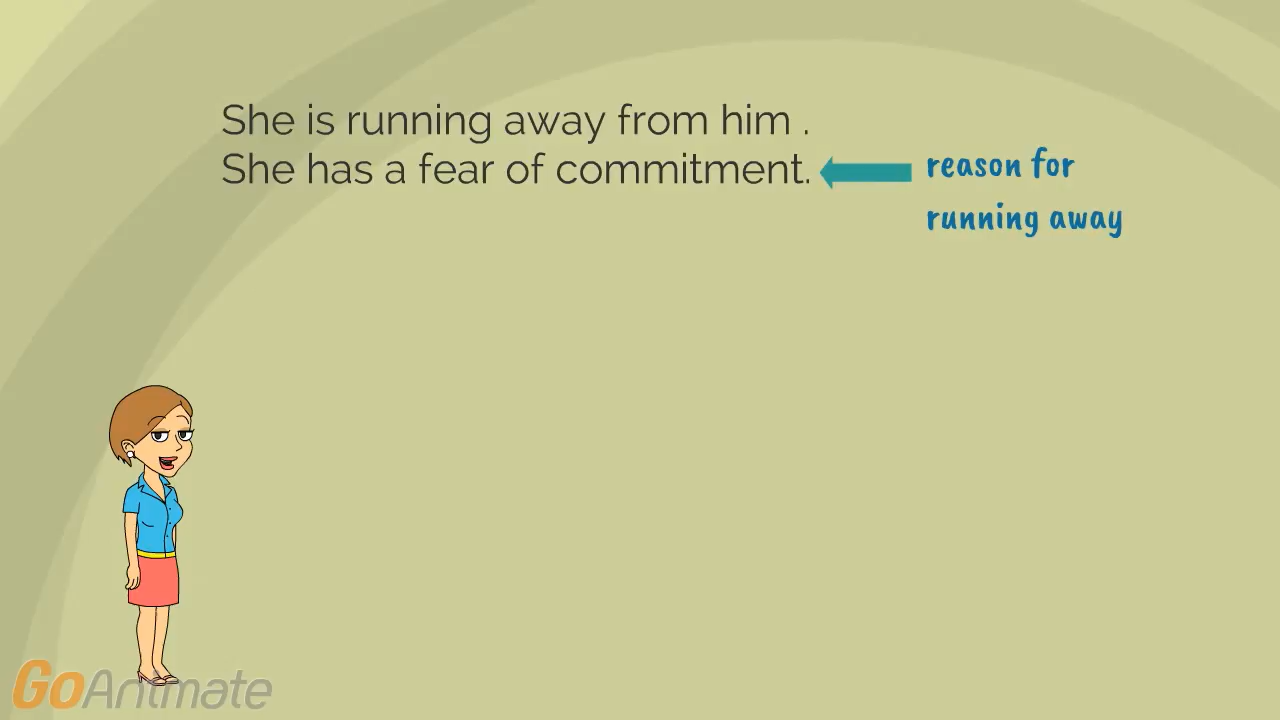 She is running away from him .
She has a fear of commitment.
reason for
running away
GoAnimate